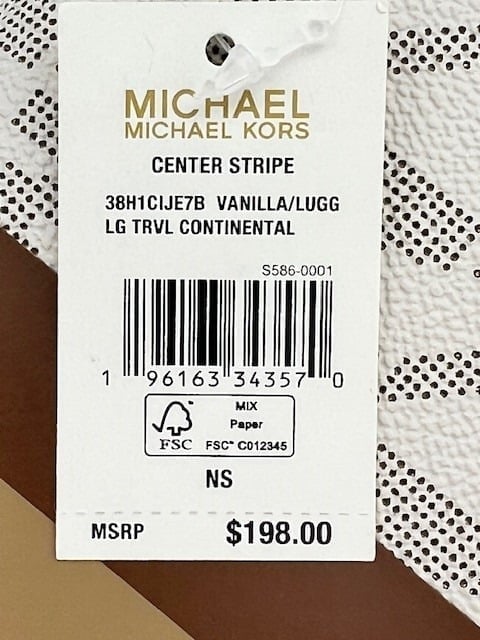 MICHAEL
MICHAEL KORS
CENTER STRIPE
38H1CIJE7B VANILLA/LUGG
LG TRVL CONTINENTAL
S586-0001
1 96163 34357 0
MIX
Paper
FSC™ C012345
FSC
NS
MSRP $198.00